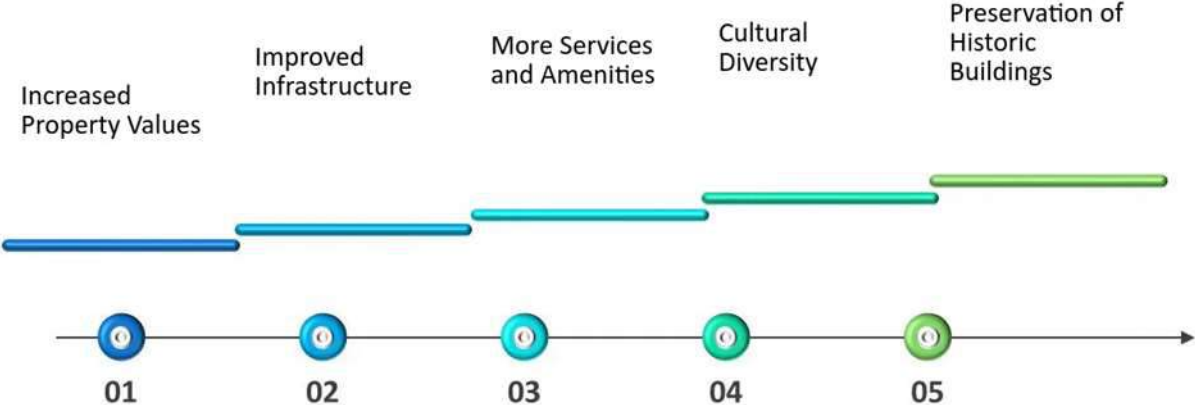 Increased
Property Values
Improved
Infrastructure
More Services
and Amenities
Cultural
Diversity
Preservation of
Historic
Buildings
01
02
03
04
05